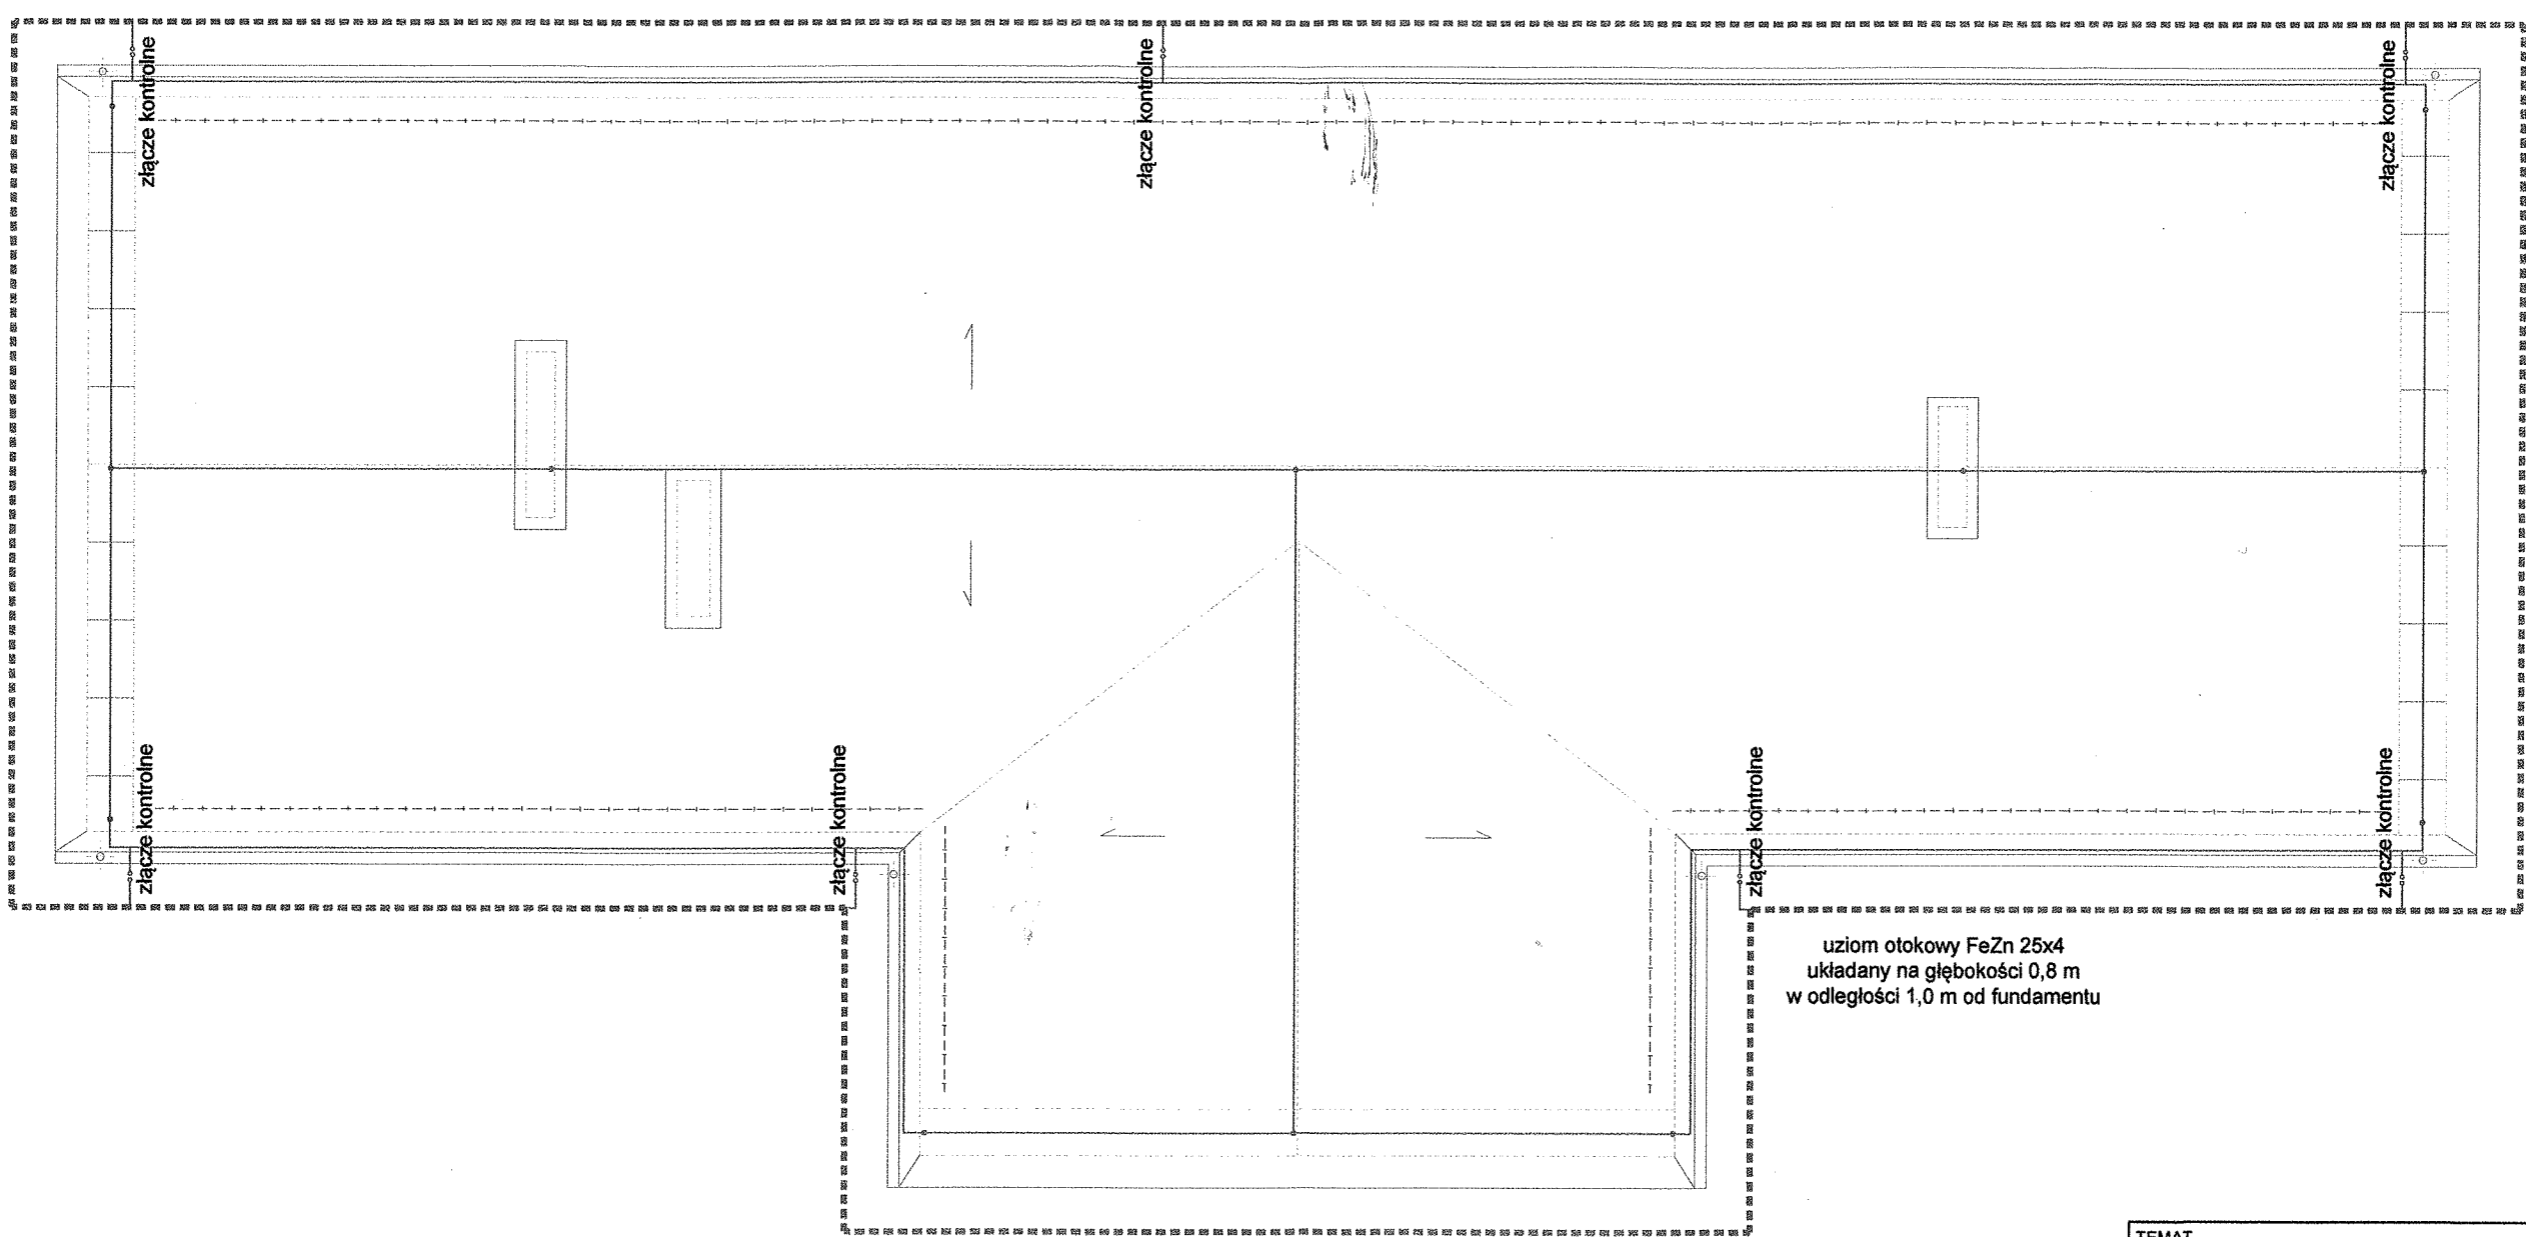 złącze kontrolne
złącze kontrolne
złącze kontrolne
złącze kontrolne
złącze kontrolne
złącze kontrolne
złącze kontrolne
uziom otokowy FeZn 25x4
układany na głębokości 0,8 m
w odległości 1,0 m od fundamentu
TEMAT